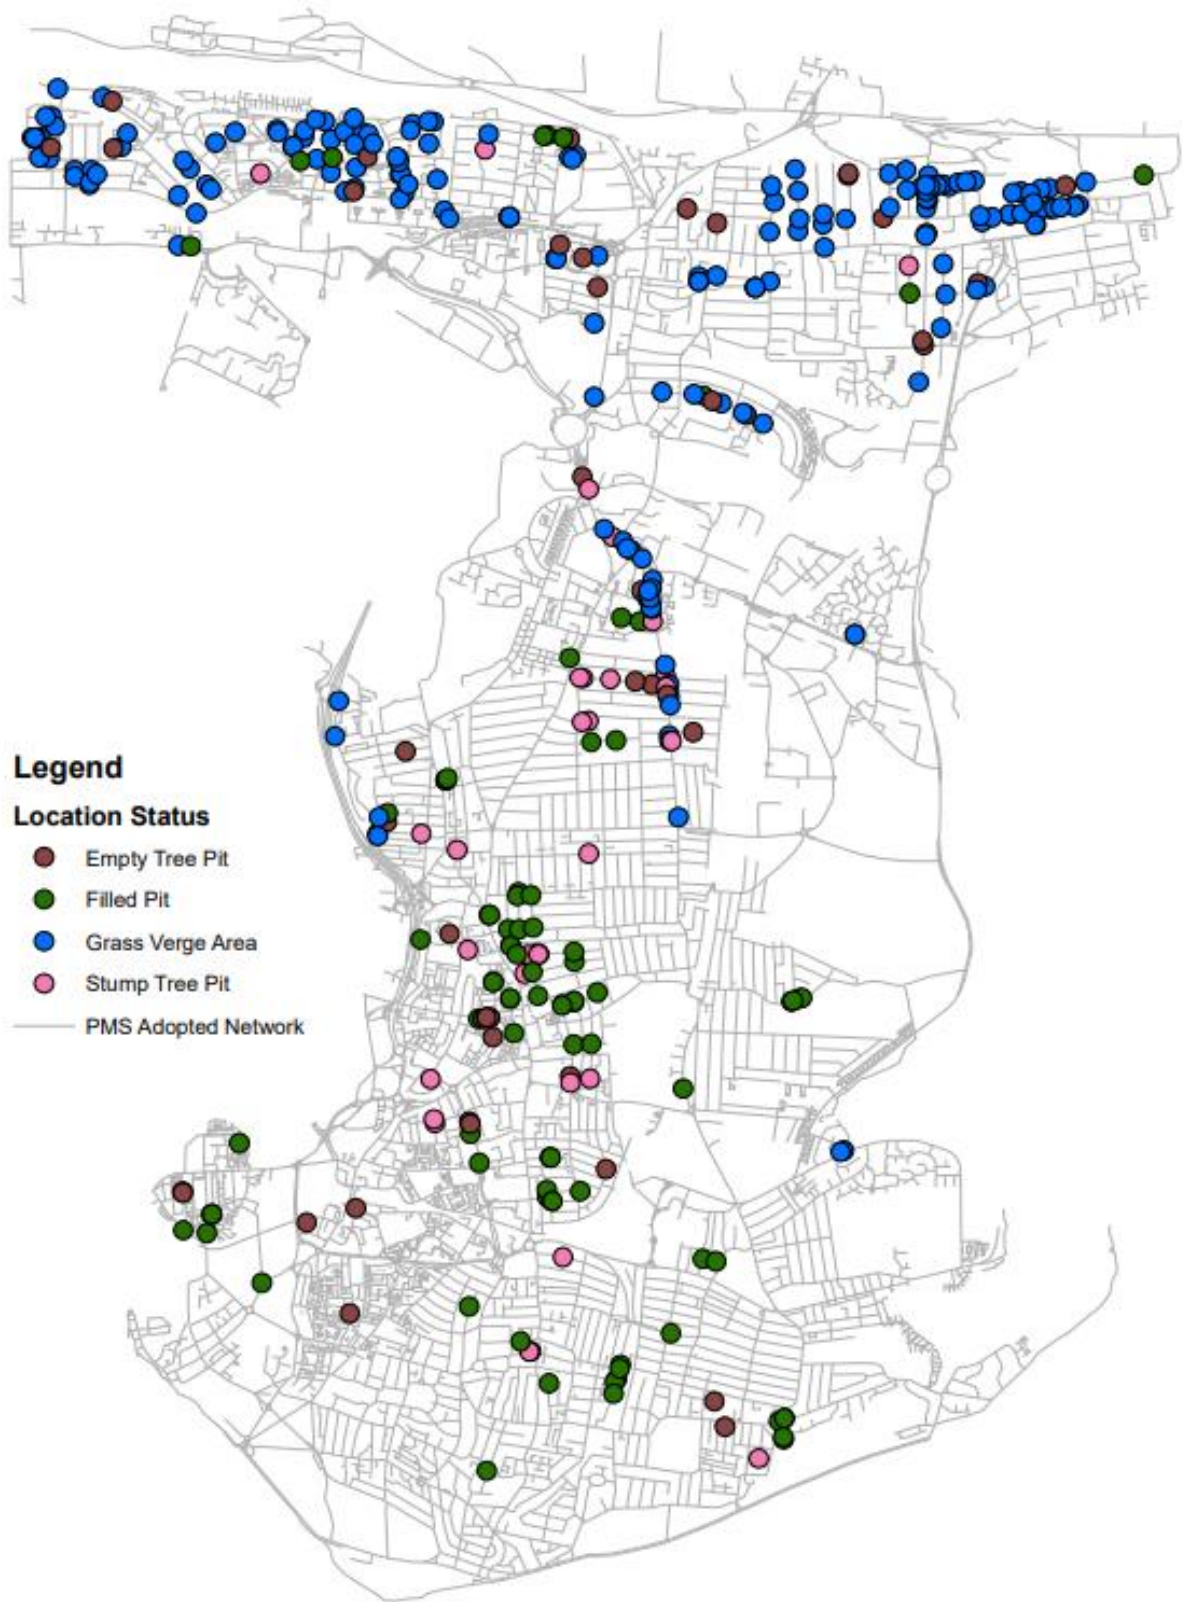 Legend
Location Status
Empty Tree Pit
Filled Pit
Grass Verge Area
Stump Tree Pit
PMS Adopted Network